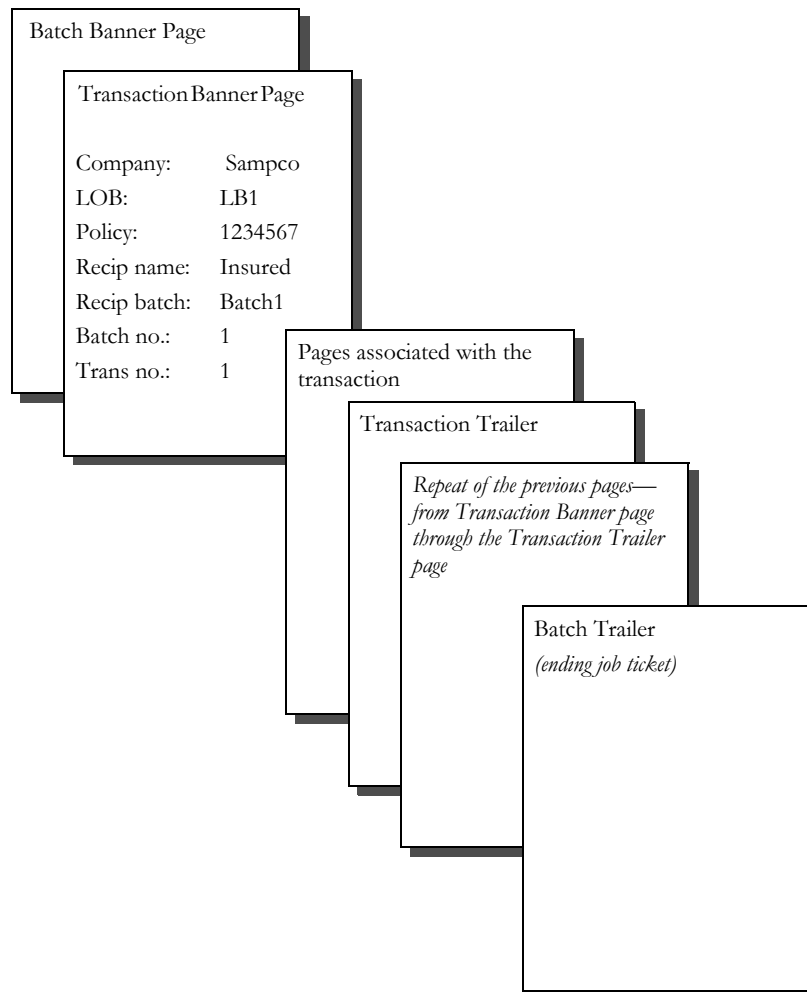 Batch Banner Page
Transaction Banner Page
Company: Sampco
LOB: LB1
Policy: 1234567
Recip name: Insured
Recip batch: Batch1
Batch no.: 1
Trans no.: 1
Pages associated with the
transaction
Transaction Trailer
Repeat of the previous pages—
from Transaction Banner page
through the Transaction Trailer
page
Batch Trailer
(ending job ticket)